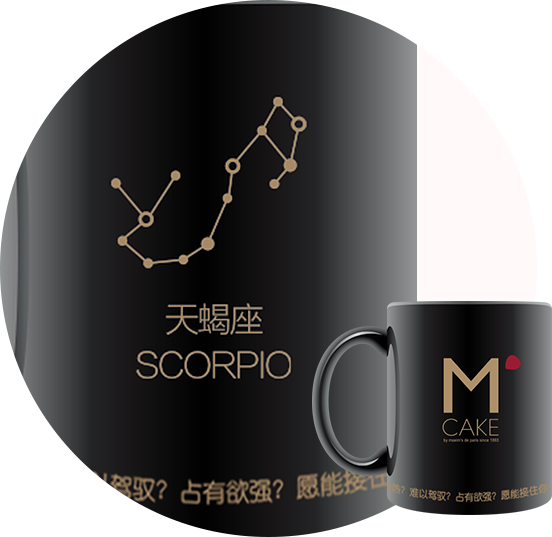 天蝎座
SCORPIO
以驾驭？占有欲强？愿能接住
M
CAKE
by maxim's de paris since 1893
难以驾驭？占有欲强？愿能接住